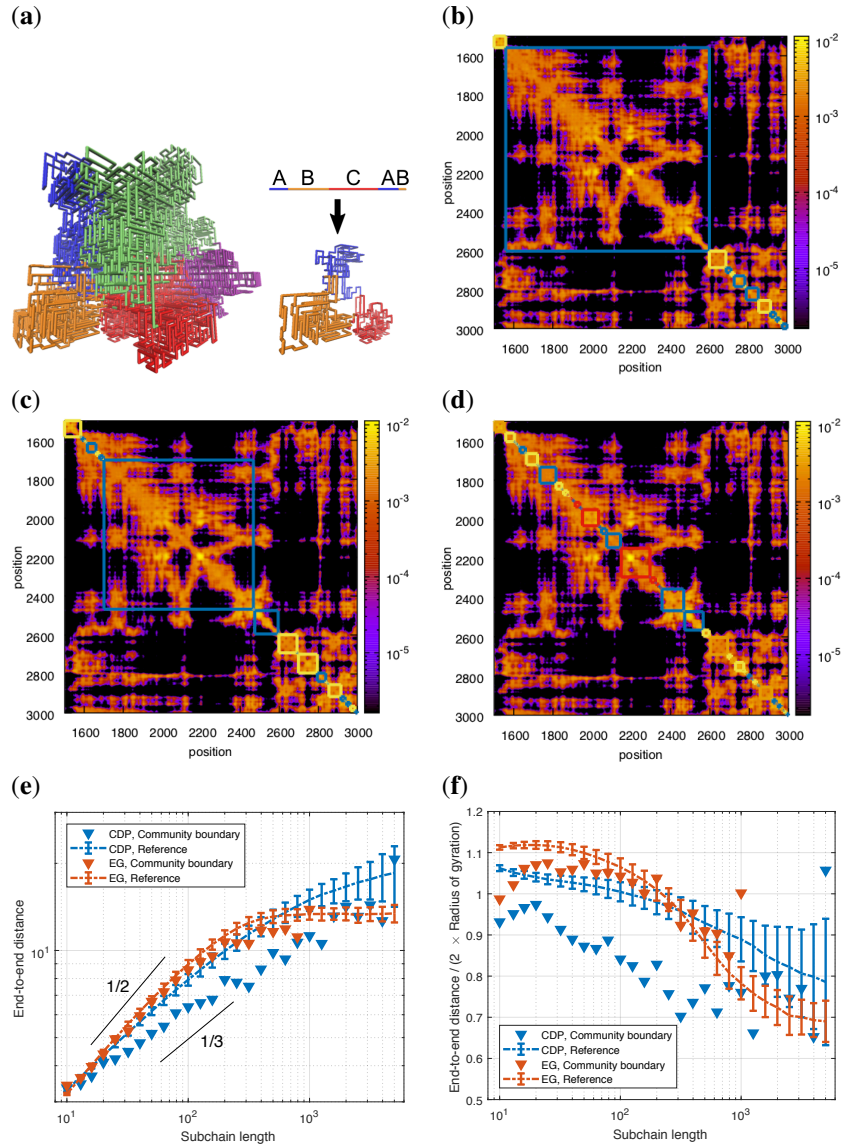 (a)
A B C AB
(b)
position
1600
1800
2000
2200
2400
2600
2800
3000
1600 1800 2000 2200 2400 2600 2800 3000
position
10-2
10-3
10-4
10-5
(c)
position
1600
1800
2000
2200
2400
2600
2800
3000
1600 1800 2000 2200 2400 2600 2800 3000
position
10-2
10-3
10-4
10-5
(d)
position
1600
1800
2000
2200
2400
2600
2800
3000
1600 1800 2000 2200 2400 2600 2800 3000
position
10-2
10-3
10-4
10-5
(e)
CDP, Community boundary
CDP, Reference
EG, Community boundary
EG, Reference
End-to-end distance
10^1
1/2
1/3
10^1 10^2 10^3
Subchain length
(f)
End-to-end distance / (2 × Radius of gyration)
1.2
1.1
1
0.9
0.8
0.7
0.6
0.5
CDP, Community boundary
CDP, Reference
EG, Community boundary
EG, Reference
10^1 10^2 10^3
Subchain length